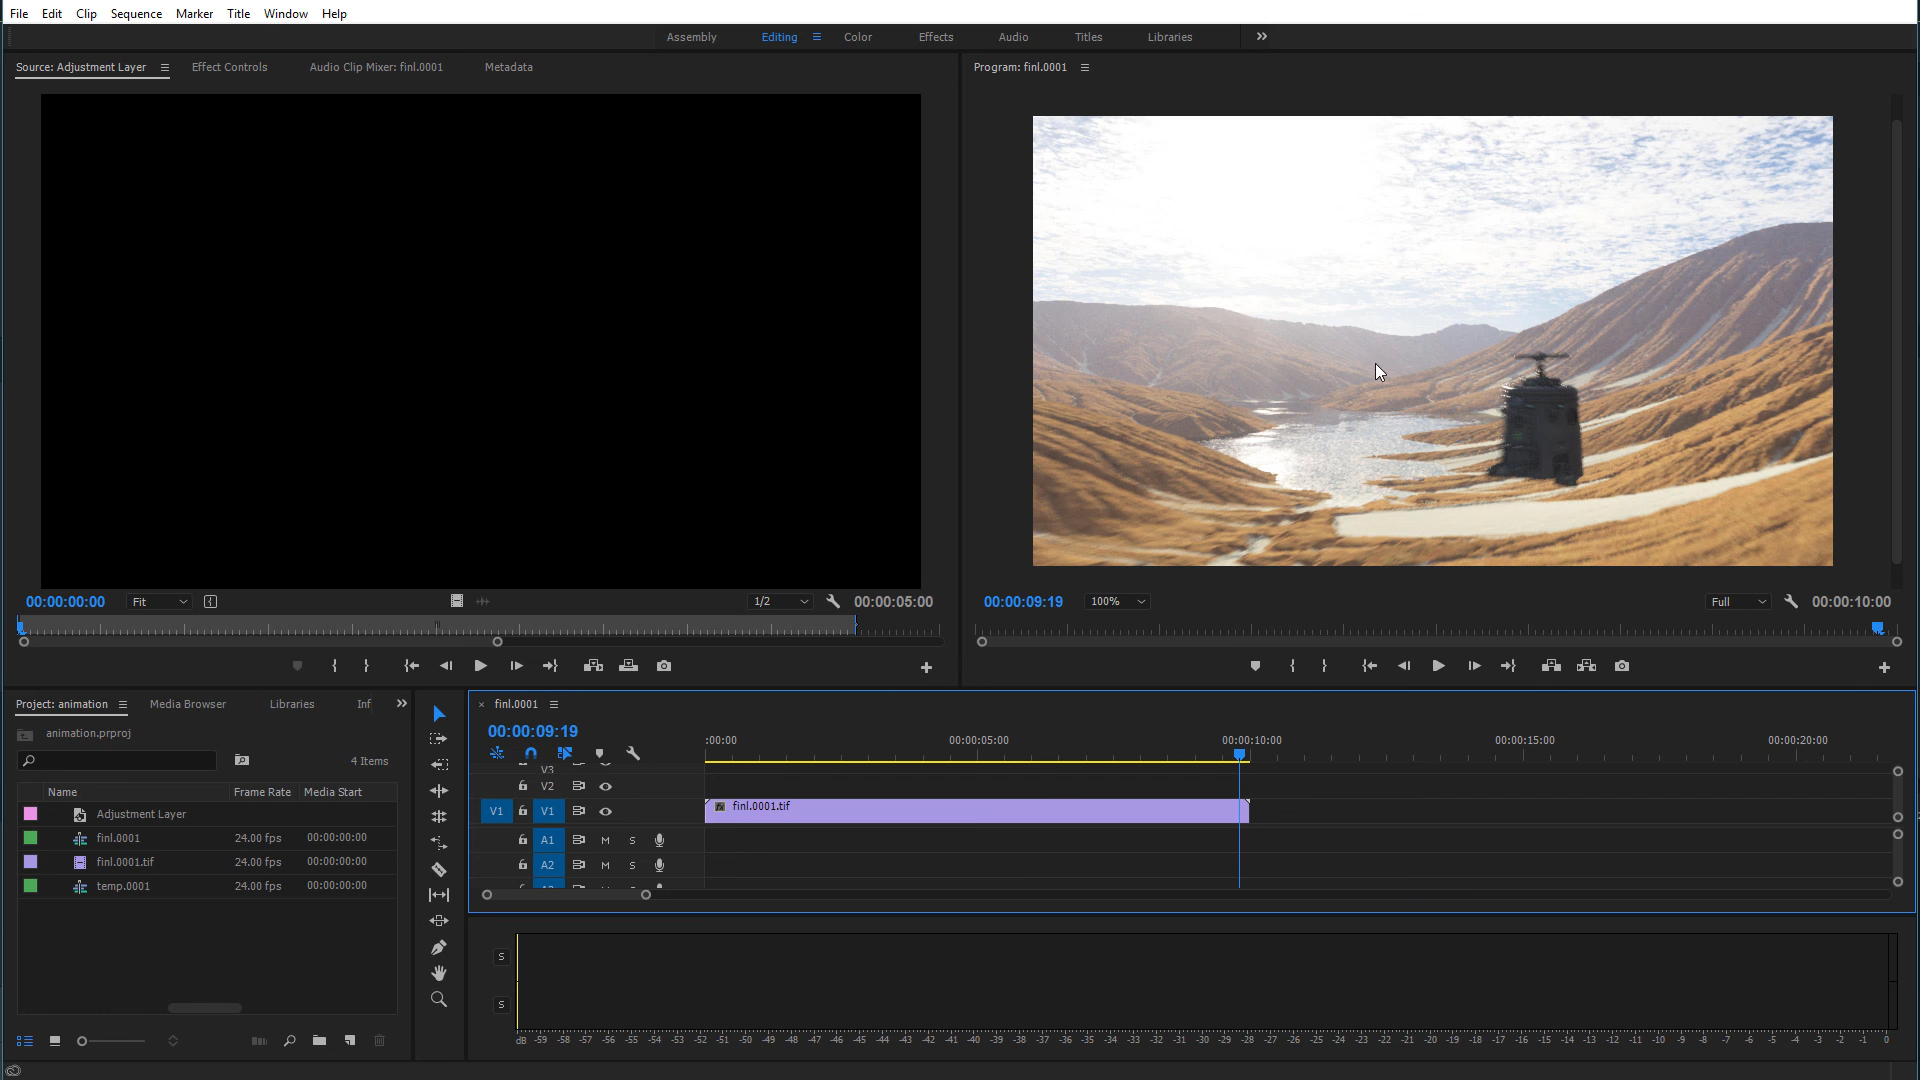 File Edit Clip Sequence Marker Title Window Help
Assembly Editing Color Effects Audio Titles Libraries
Source: Adjustment Layer Effect Controls Audio Clip Mixer: finl.0001 Metadata
Program: finl.0001
00:00:00:00 Fit 1/2 00:00:05:00
00:00:09:19 100% Full 00:00:10:00
Project: animation Media Browser Libraries Inf
animation.prproj
4 Items
Name Frame Rate Media Start
Adjustment Layer
finl.0001 24.00 fps 00:00:00:00
finl.0001.tif 24.00 fps 00:00:00:00
temp.0001 24.00 fps 00:00:00:00
× finl.0001
00:00:09:19
:00:00 00:00:05:00 00:00:10:00 00:00:15:00 00:00:20:00
V3
V2
V1 V1 finl.0001.tif
A1 M S
A2 M S
S
S
dB -59 -58 -57 -56 -55 -54 -53 -52 -51 -50 -49 -48 -47 -46 -45 -44 -43 -42 -41 -40 -39 -38 -37 -36 -35 -34 -33 -32 -31 -30 -29 -28 -27 -26 -25 -24 -23 -22 -21 -20 -19 -18 -17 -16 -15 -14 -13 -12 -11 -10 -9 -8 -7 -6 -5 -4 -3 -2 -1 0